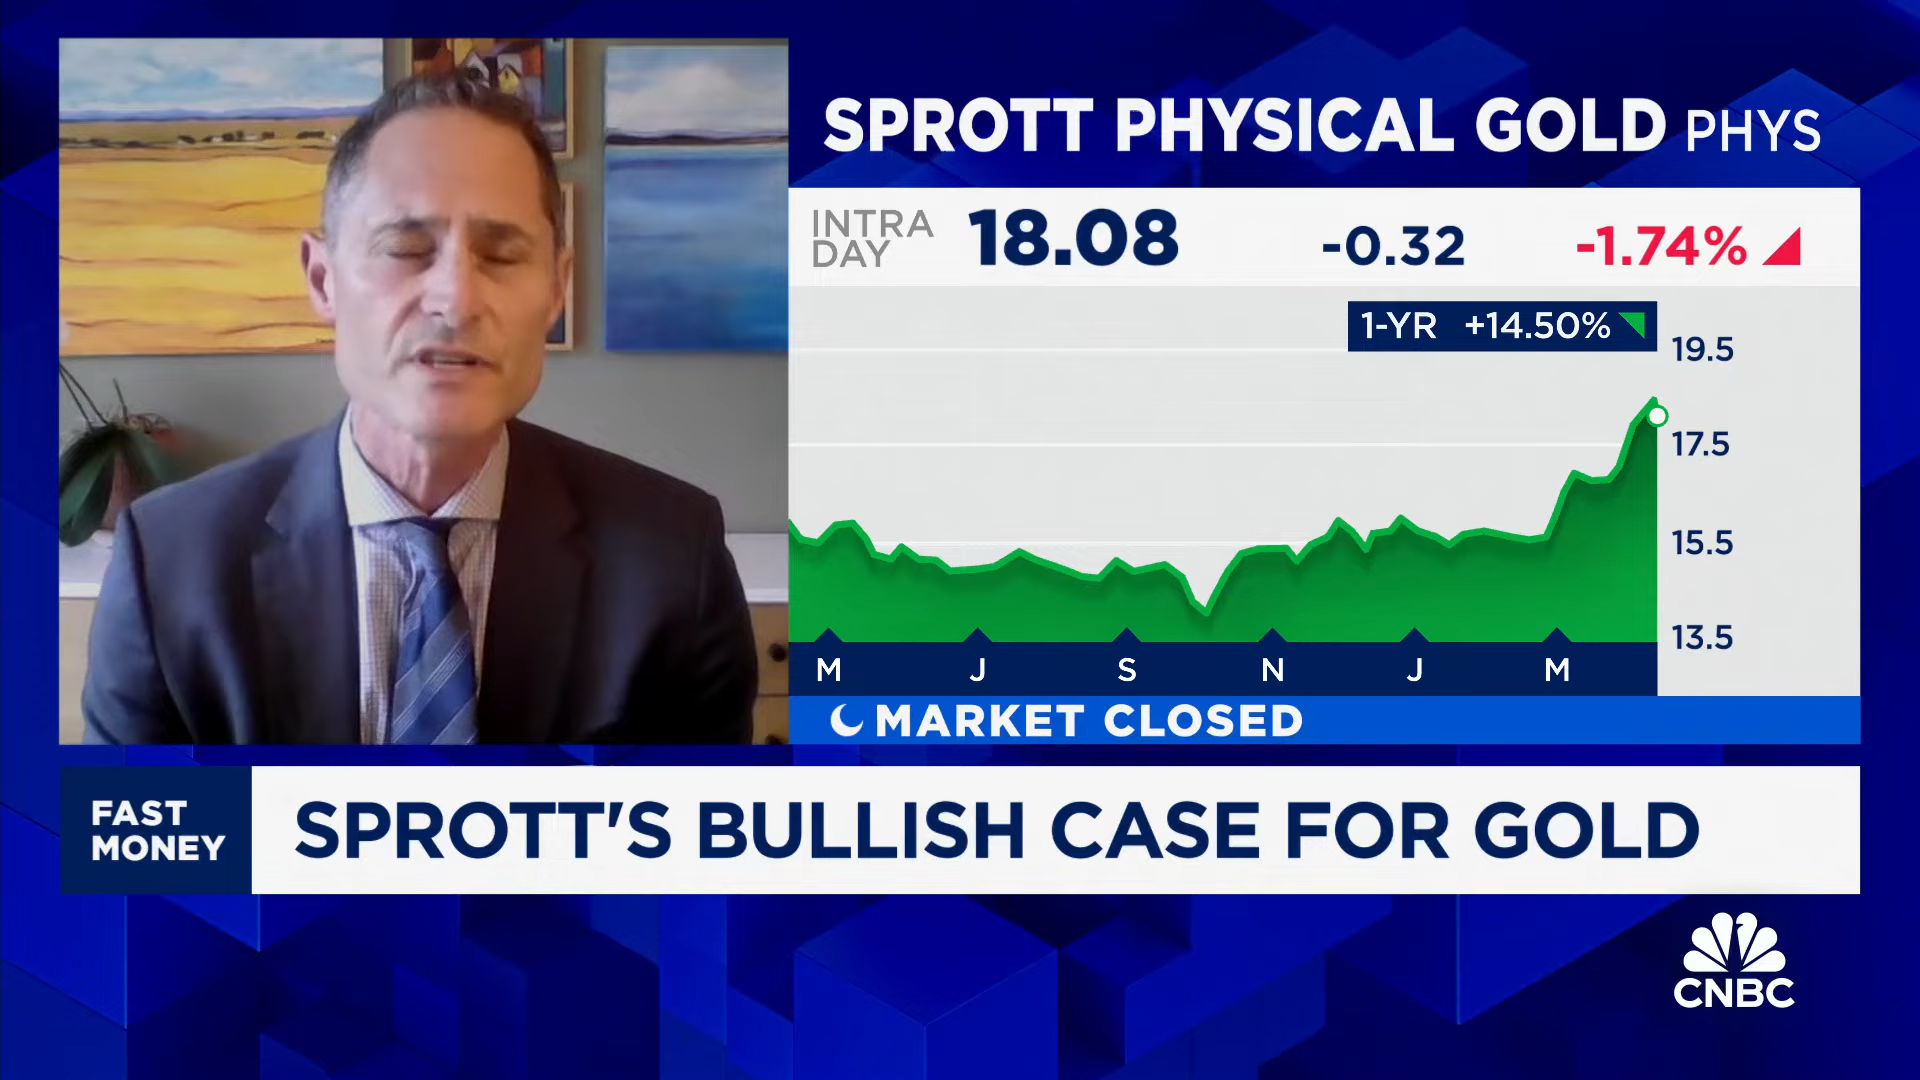 SPROTT PHYSICAL GOLD PHYS
INTRA
DAY
18.08
-0.32
-1.74%
1-YR +14.50%
19.5
17.5
15.5
13.5
M J S N J M
MARKET CLOSED
FAST
MONEY
SPROTT'S BULLISH CASE FOR GOLD
CNBC